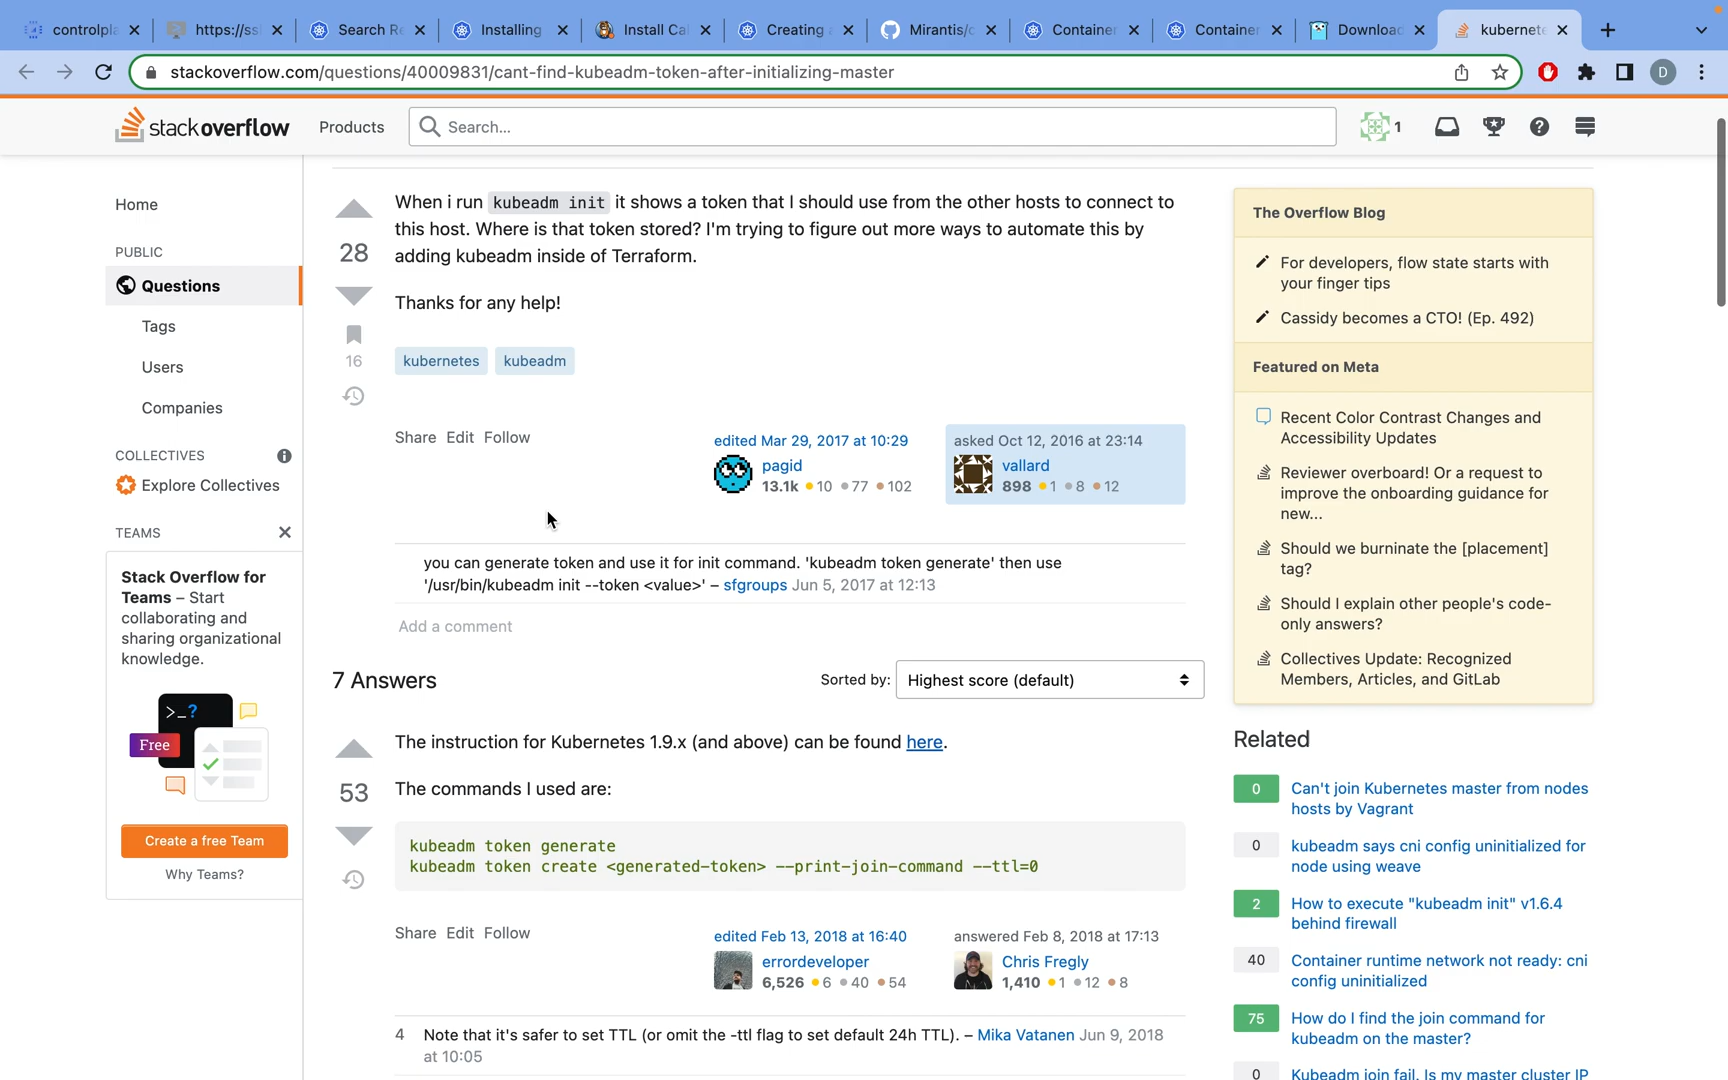 controlpla
https://ssl
Search Re
Installing
Install Cal
Creating a
Mirantis/c
Container
Container
Download
kubernete
stackoverflow.com/questions/40009831/cant-find-kubeadm-token-after-initializing-master
D
stackoverflow
Products
Search...
1
Home
PUBLIC
Questions
Tags
Users
Companies
COLLECTIVES
Explore Collectives
TEAMS
Stack Overflow for
Teams – Start
collaborating and
sharing organizational
knowledge.
>_?
Free
Create a free Team
Why Teams?
When i run kubeadm init it shows a token that I should use from the other hosts to connect to
this host. Where is that token stored? I'm trying to figure out more ways to automate this by
adding kubeadm inside of Terraform.
28
Thanks for any help!
16
kubernetes kubeadm
Share Edit Follow
edited Mar 29, 2017 at 10:29
pagid
13.1k 10 77 102
asked Oct 12, 2016 at 23:14
vallard
898 1 8 12
you can generate token and use it for init command. 'kubeadm token generate' then use
'/usr/bin/kubeadm init --token <value>' – sfgroups Jun 5, 2017 at 12:13
Add a comment
7 Answers
Sorted by: Highest score (default)
The instruction for Kubernetes 1.9.x (and above) can be found here.
53
The commands I used are:
kubeadm token generate
kubeadm token create <generated-token> --print-join-command --ttl=0
Share Edit Follow
edited Feb 13, 2018 at 16:40
errordeveloper
6,526 6 40 54
answered Feb 8, 2018 at 17:13
Chris Fregly
1,410 1 12 8
4 Note that it's safer to set TTL (or omit the -ttl flag to set default 24h TTL). – Mika Vatanen Jun 9, 2018
at 10:05
The Overflow Blog
For developers, flow state starts with
your finger tips
Cassidy becomes a CTO! (Ep. 492)
Featured on Meta
Recent Color Contrast Changes and
Accessibility Updates
Reviewer overboard! Or a request to
improve the onboarding guidance for
new...
Should we burninate the [placement]
tag?
Should I explain other people's code-
only answers?
Collectives Update: Recognized
Members, Articles, and GitLab
Related
0 Can't join Kubernetes master from nodes
hosts by Vagrant
0 kubeadm says cni config uninitialized for
node using weave
2 How to execute "kubeadm init" v1.6.4
behind firewall
40 Container runtime network not ready: cni
config uninitialized
75 How do I find the join command for
kubeadm on the master?
0 Kubeadm join fail. Is my master cluster IP